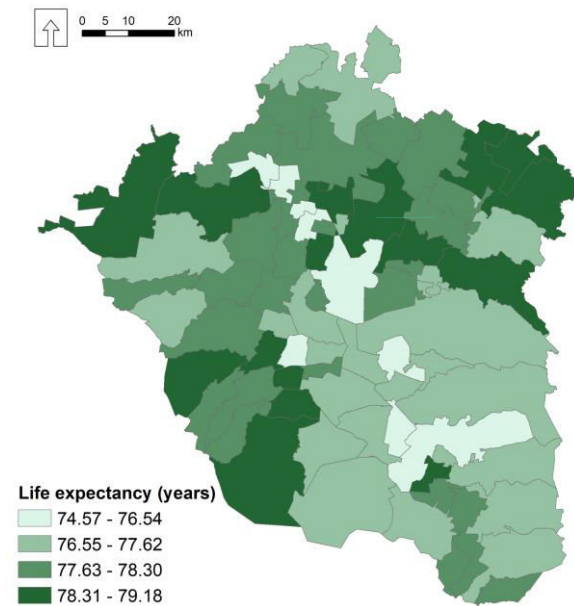 0 5 10 20
km
Life expectancy (years)
74.57 - 76.54
76.55 - 77.62
77.63 - 78.30
78.31 - 79.18